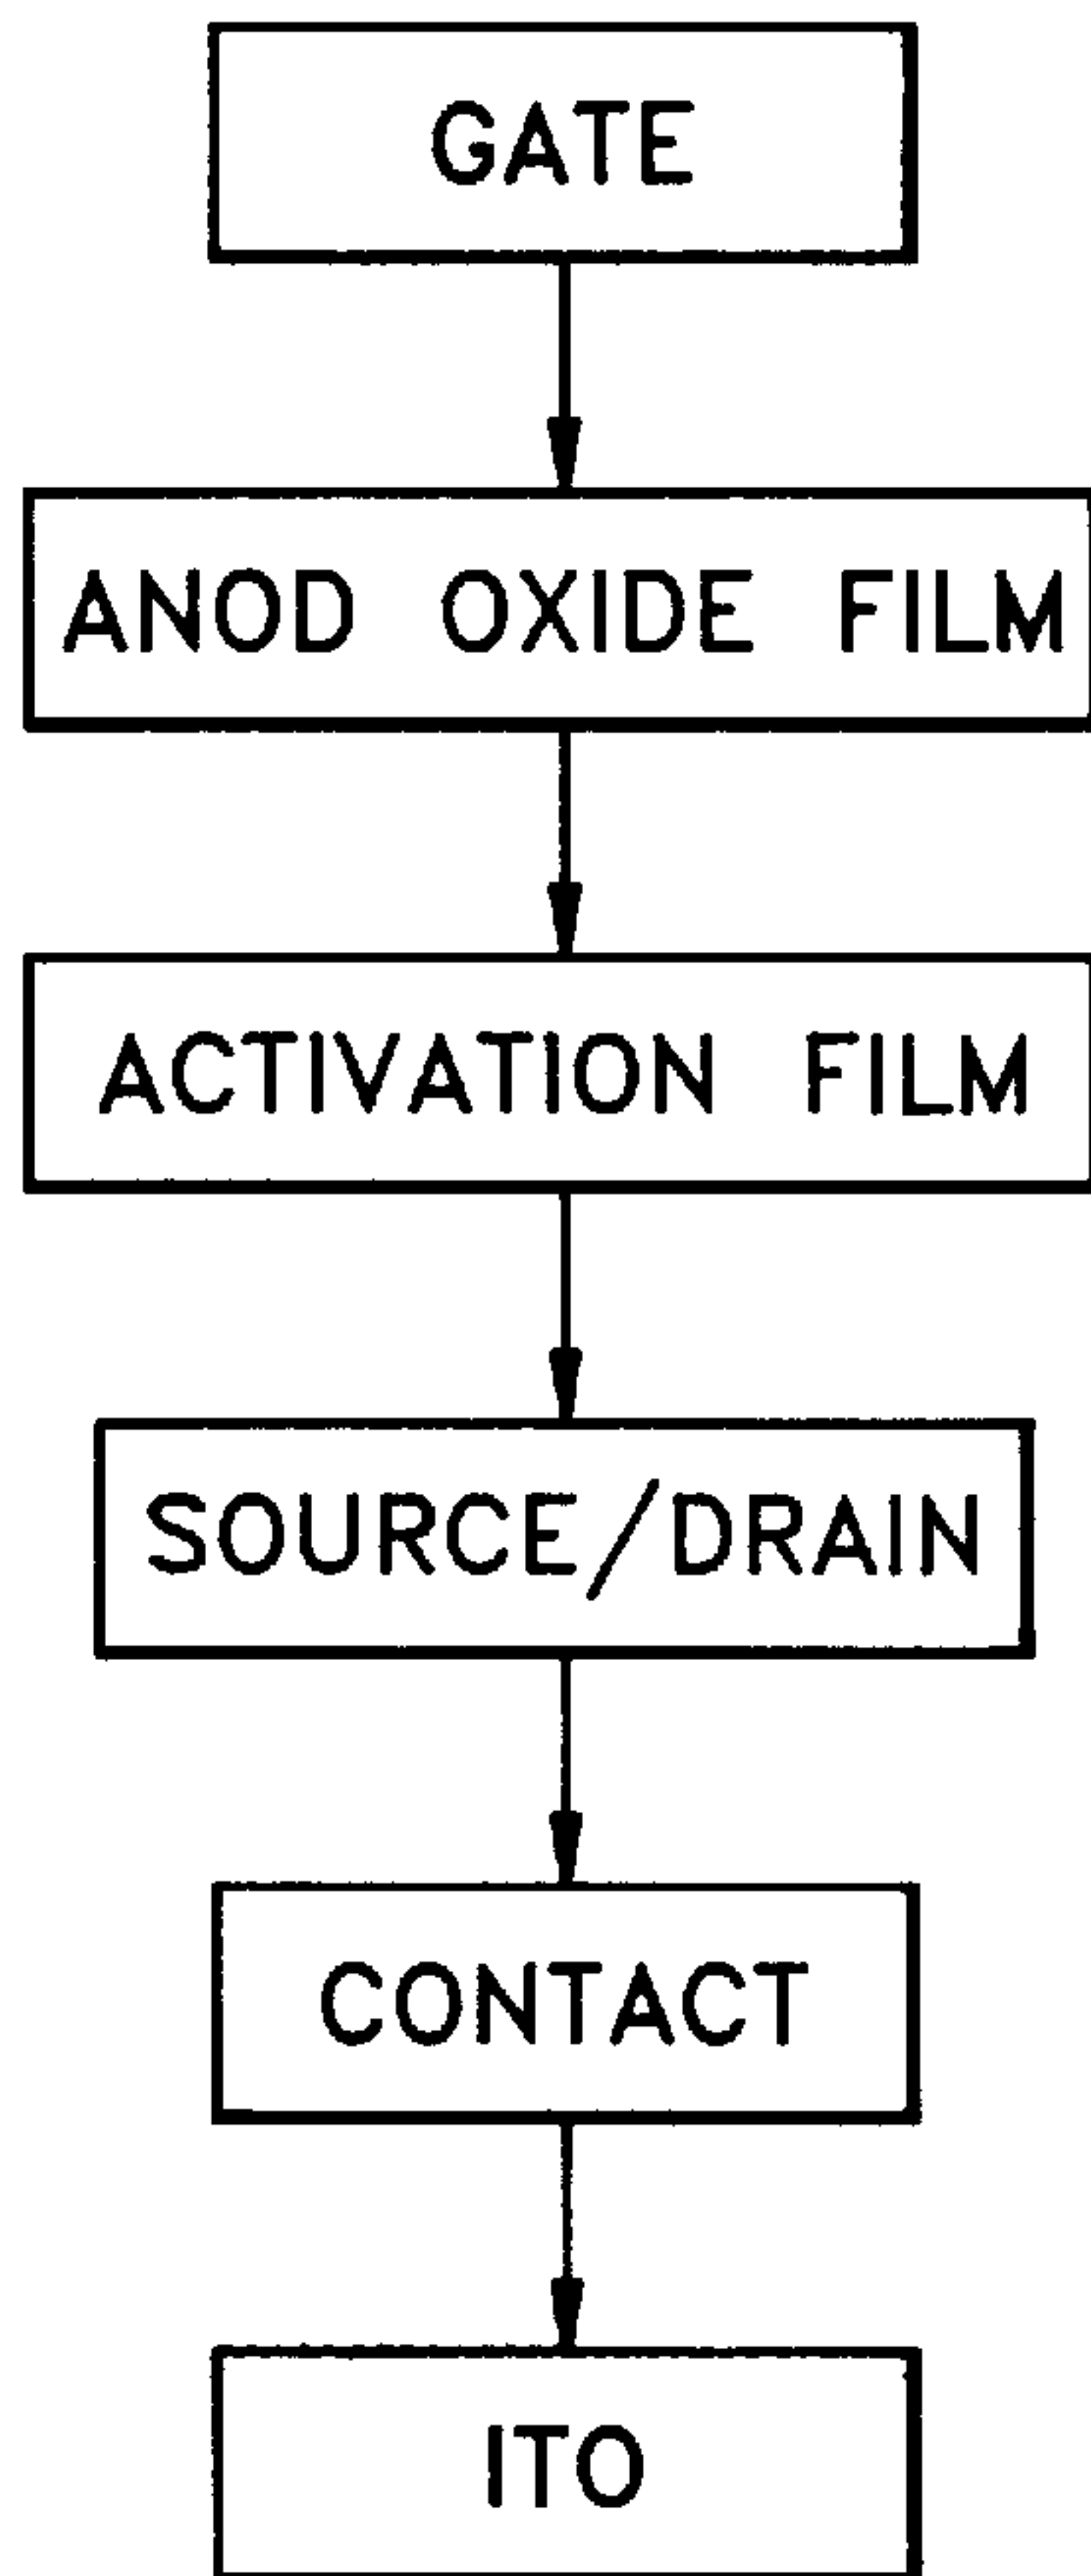 GATE
ANOD OXIDE FILM
ACTIVATION FILM
SOURCE/DRAIN
CONTACT
ITO